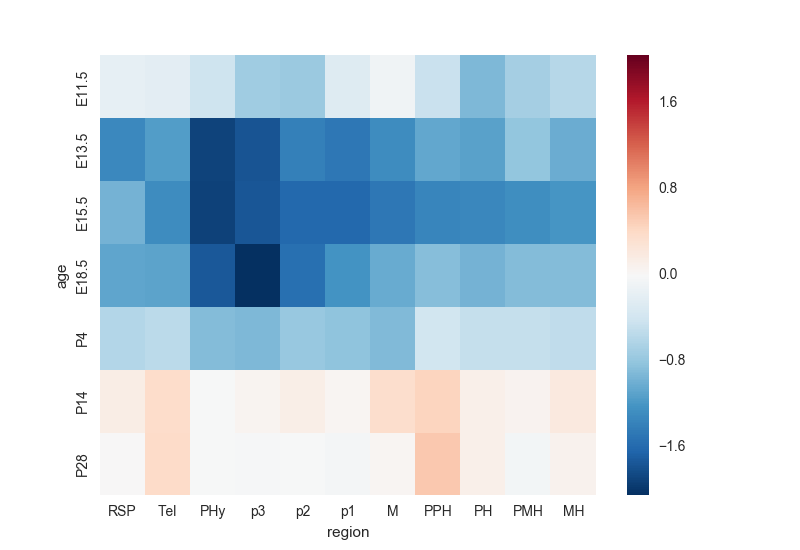 age
E11.5
E13.5
E15.5
E18.5
P4
P14
P28
RSP Tel PHy p3 p2 p1 M PPH PH PMH MH
region
1.6
0.8
0.0
−0.8
−1.6